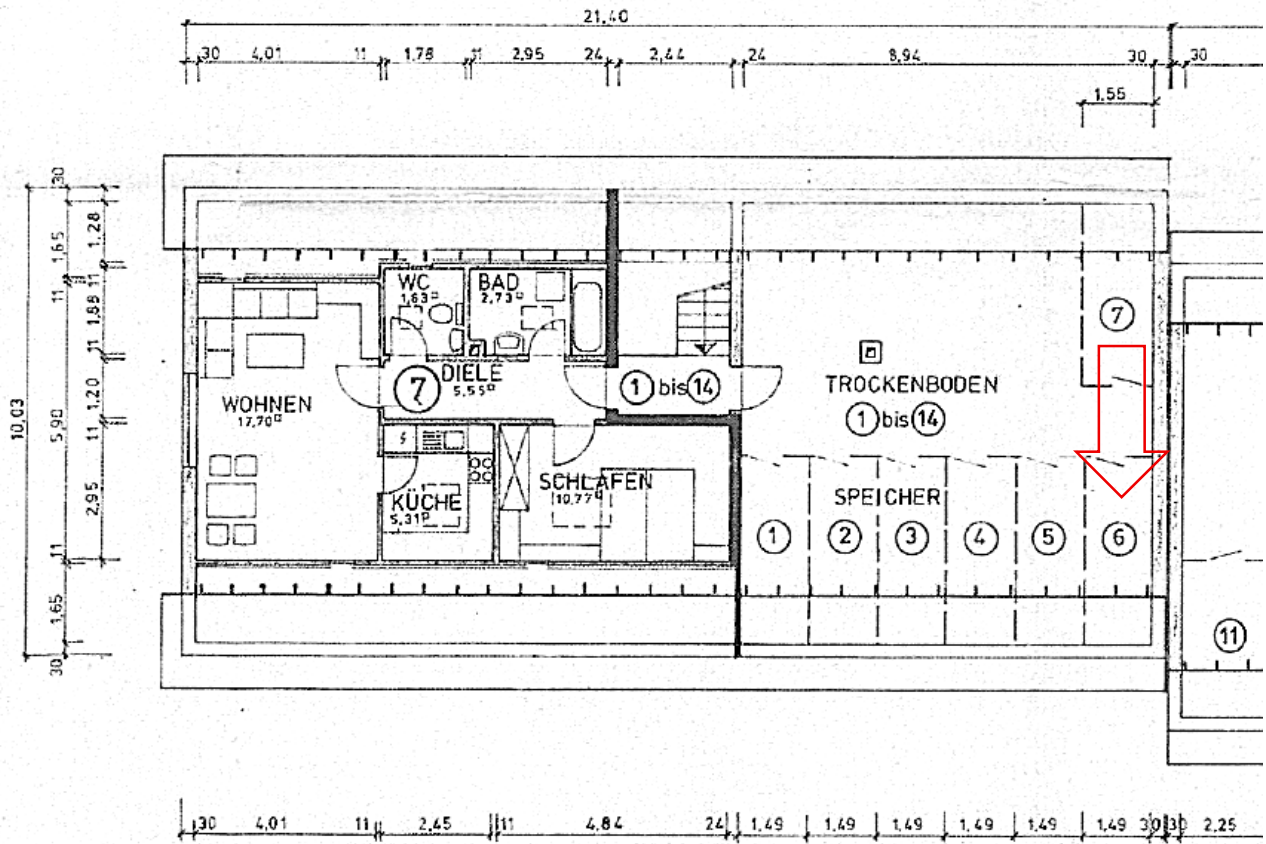 21,40
30 4,01 11 1,78 11 2,95 24 2,44 24 8,94 30 30
1,55
30
1,65 1,28
11 11
1,88
11
1,20
10,03 5,90 11
2,95
11
1,65
30
WC
1,63
BAD
2,73
7
DIELE
5,55
1 bis 14
TROCKENBODEN
1 bis 14
7
WOHNEN
17,70
KÜCHE
5,31
SCHLAFEN
10,77
SPEICHER
1 2 3 4 5 6
11
30 4,01 11 2,45 11 4,84 24 1,49 1,49 1,49 1,49 1,49 1,49 30 30 2,25